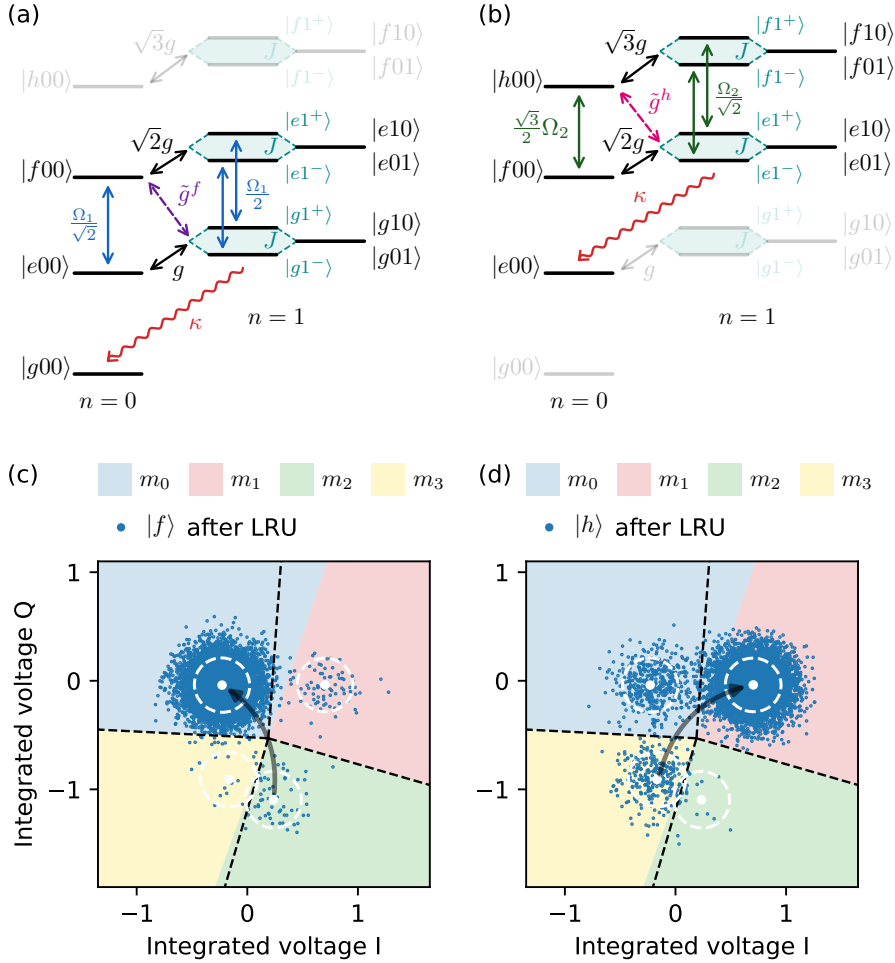 (a)
√3g
J
|f1⁺⟩
|f1⁻⟩
|f10⟩
|f01⟩
|h00⟩
√2g
J
|e1⁺⟩
|e1⁻⟩
|e10⟩
|e01⟩
|f00⟩
Ω₁/√2
g̃ᶠ
Ω₁/2
g
J
|g1⁺⟩
|g1⁻⟩
|g10⟩
|g01⟩
|e00⟩
κ
n = 1
|g00⟩
n = 0
(b)
√3g
J
|f1⁺⟩
|f1⁻⟩
|f10⟩
|f01⟩
|h00⟩
√3/2 Ω₂
g̃ʰ
Ω₂/√2
√2g
J
|e1⁺⟩
|e1⁻⟩
|e10⟩
|e01⟩
|f00⟩
κ
g
J
|g1⁺⟩
|g1⁻⟩
|g10⟩
|g01⟩
|e00⟩
n = 1
|g00⟩
n = 0
(c)
m₀ m₁ m₂ m₃
|f⟩ after LRU
Integrated voltage Q
1
0
−1
−1 0 1
Integrated voltage I
(d)
m₀ m₁ m₂ m₃
|h⟩ after LRU
1
0
−1
−1 0 1
Integrated voltage I